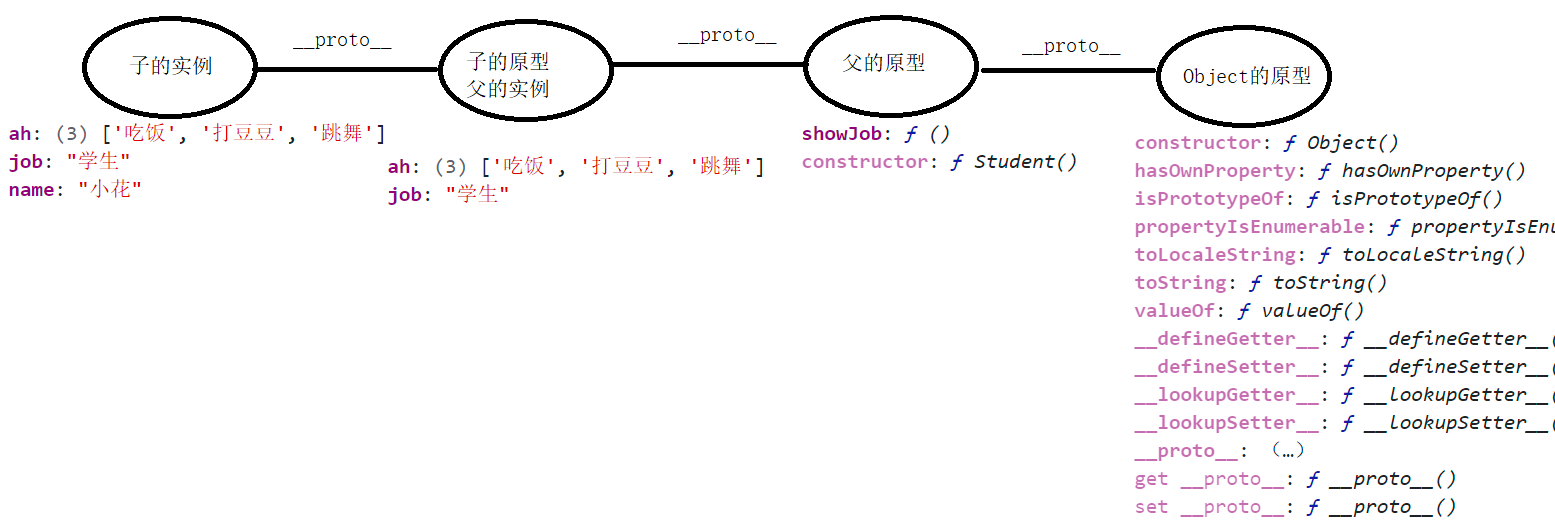 __proto__
__proto__
__proto__
子的实例
子的原型
父的实例
父的原型
Object的原型
ah: (3) ['吃饭', '打豆豆', '跳舞']
job: "学生"
name: "小花"
ah: (3) ['吃饭', '打豆豆', '跳舞']
job: "学生"
showJob: ƒ ()
constructor: ƒ Student()
constructor: ƒ Object()
hasOwnProperty: ƒ hasOwnProperty()
isPrototypeOf: ƒ isPrototypeOf()
propertyIsEnumerable: ƒ propertyIsEnu
toLocaleString: ƒ toLocaleString()
toString: ƒ toString()
valueOf: ƒ valueOf()
__defineGetter__: ƒ __defineGetter__(
__defineSetter__: ƒ __defineSetter__(
__lookupGetter__: ƒ __lookupGetter__(
__lookupSetter__: ƒ __lookupSetter__(
__proto__: （…）
get __proto__: ƒ __proto__()
set __proto__: ƒ __proto__()